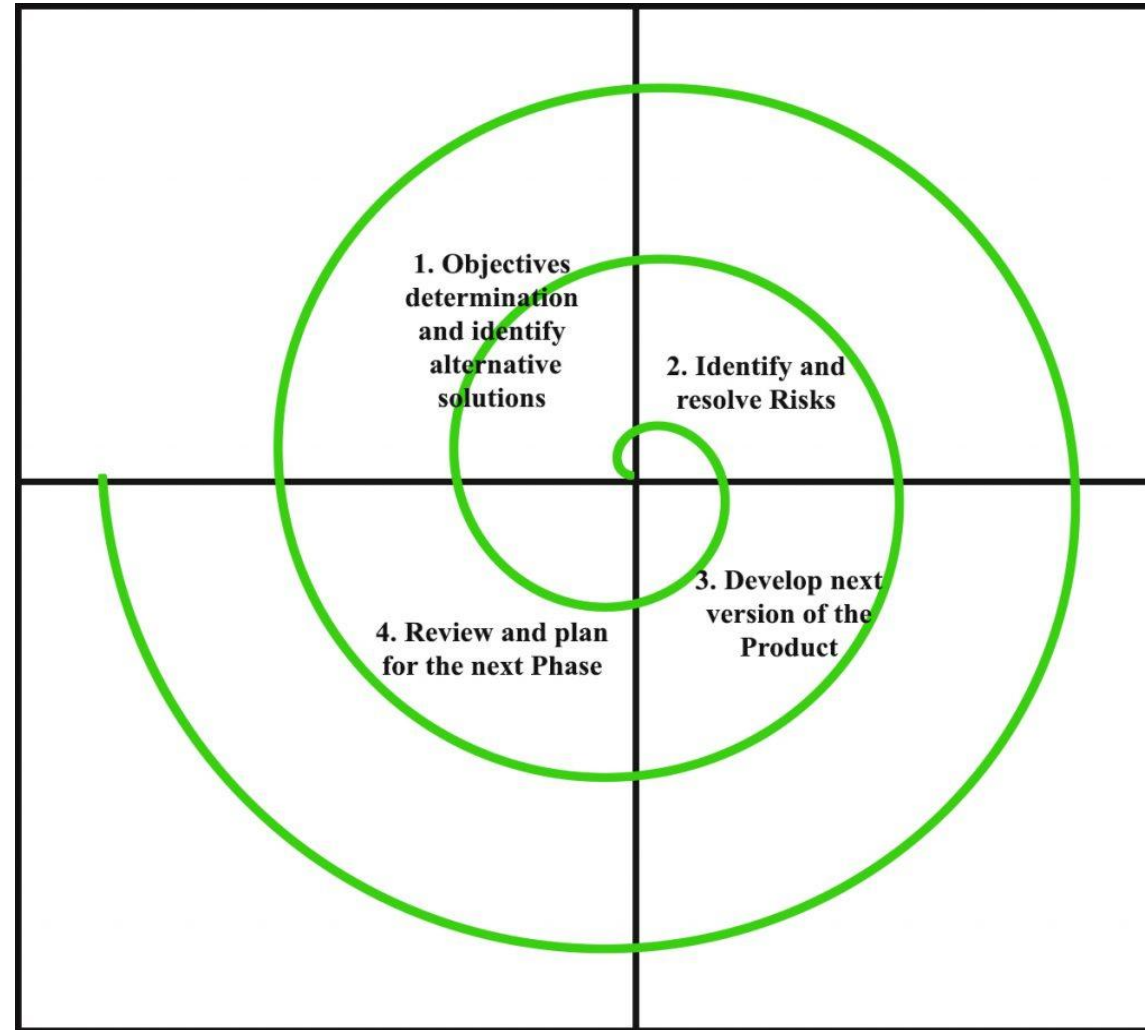 1. Objectives
determination
and identify
alternative
solutions
2. Identify and
resolve Risks
3. Develop next
version of the
Product
4. Review and plan
for the next Phase